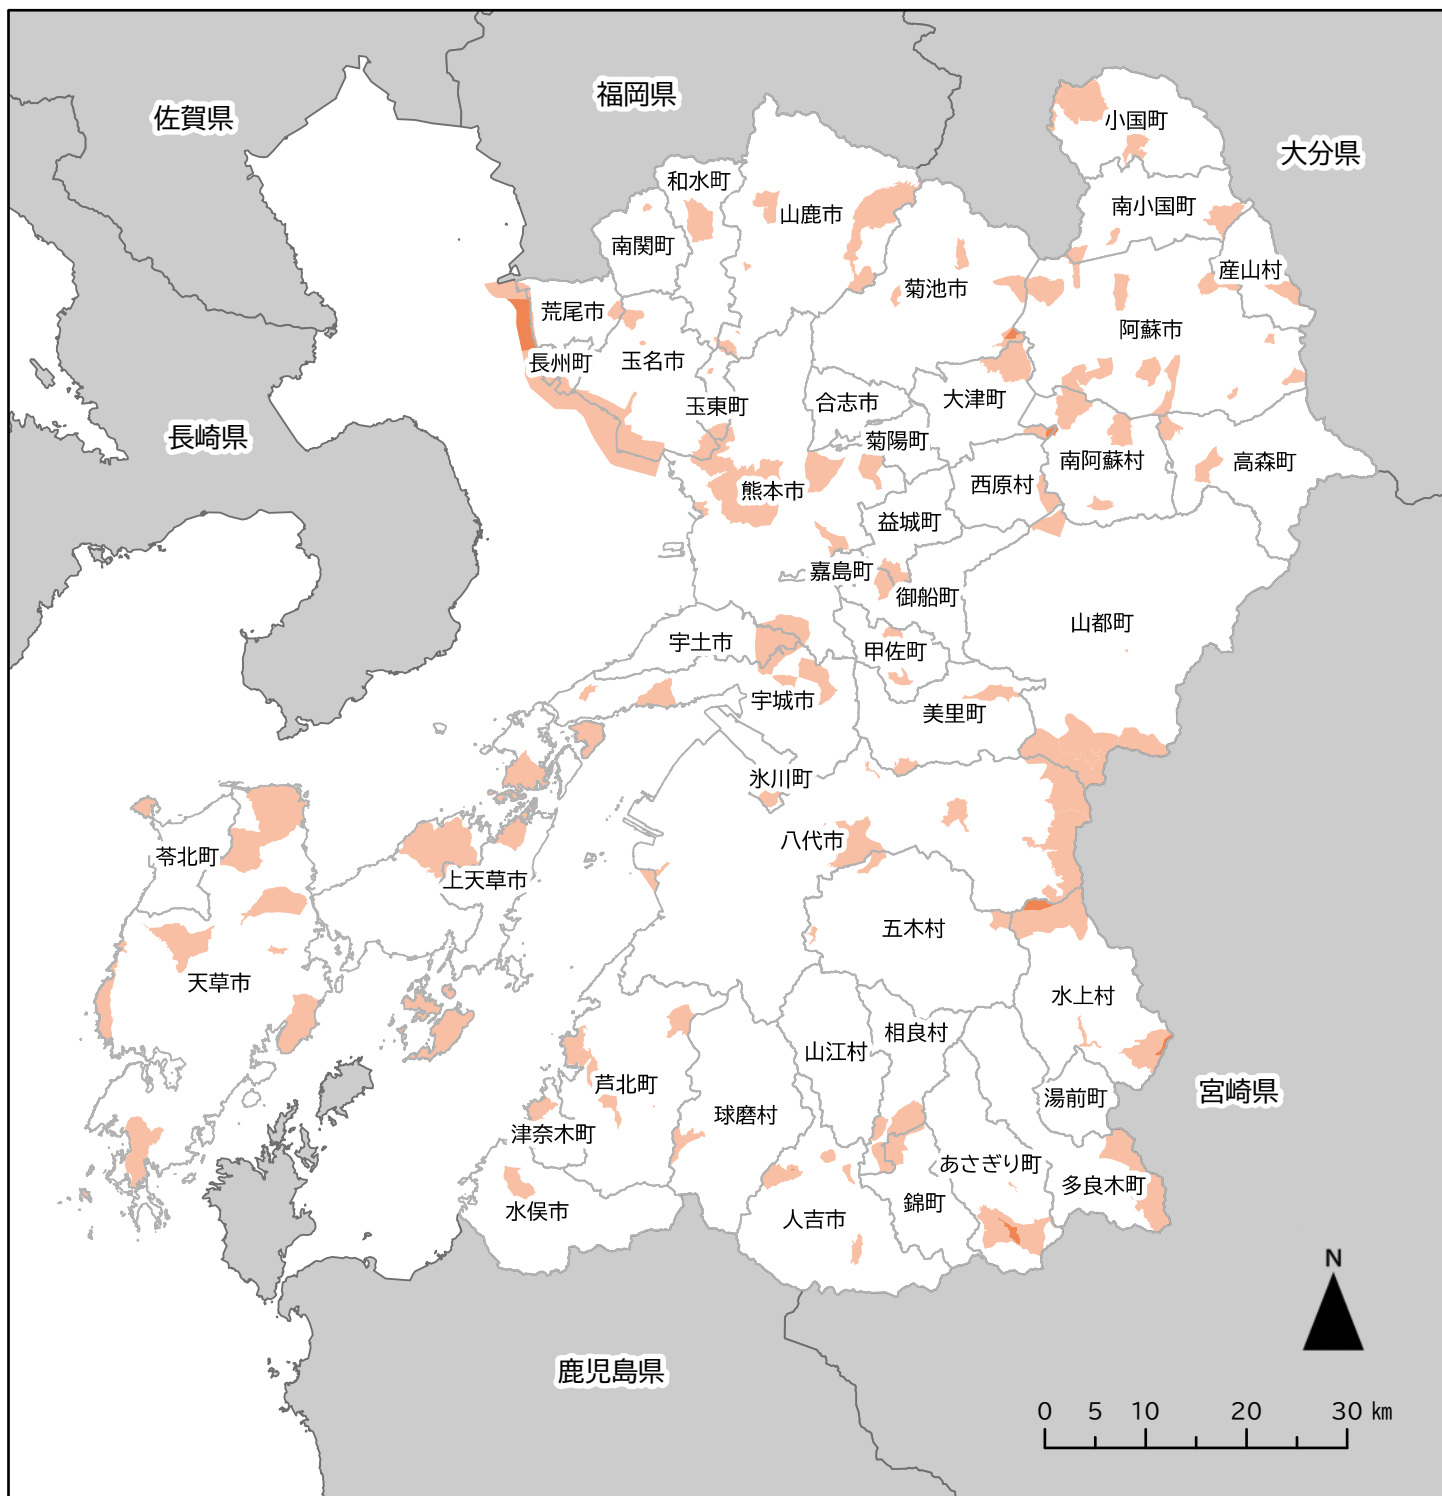 佐賀県
福岡県
大分県
小国町
和水町
山鹿市
南小国町
南関町
産山村
菊池市
荒尾市
阿蘇市
長州町
玉名市
玉東町
合志市
大津町
長崎県
菊陽町
南阿蘇村
高森町
熊本市
西原村
益城町
嘉島町
御船町
山都町
宇土市
甲佐町
宇城市
美里町
氷川町
八代市
苓北町
上天草市
五木村
天草市
水上村
相良村
山江村
芦北町
湯前町
宮崎県
球磨村
津奈木町
あさぎり町
多良木町
錦町
水俣市
人吉市
N
鹿児島県
0 5 10 20 30 km